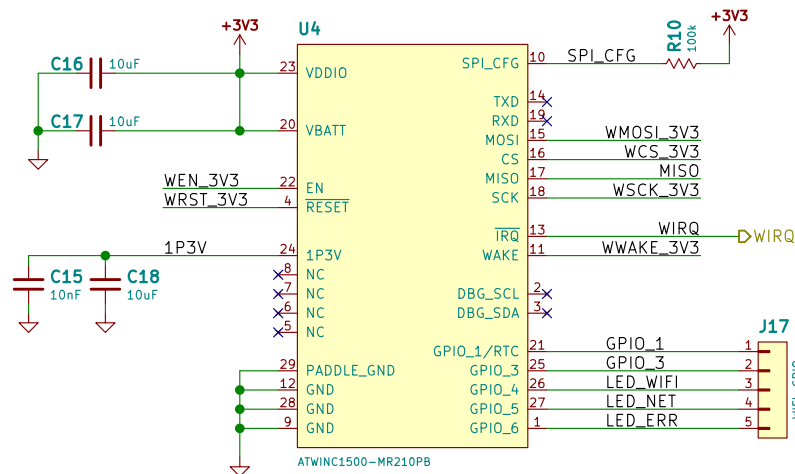 +3V3
U4
+3V3
C16
10uF
23
VDDIO
SPI_CFG
10
SPI_CFG
R10
100k
TXD
14
RXD
19
C17
10uF
20
VBATT
MOSI
15
WMOSI_3V3
CS
16
WCS_3V3
MISO
17
MISO
WEN_3V3
22
EN
SCK
18
WSCK_3V3
WRST_3V3
4
RESET
IRQ
13
WIRQ
WIRQ
1P3V
24
1P3V
WAKE
11
WWAKE_3V3
C15
10nF
C18
10uF
8
NC
7
NC
DBG_SCL
2
6
NC
DBG_SDA
3
5
NC
J17
GPIO_1/RTC
21
GPIO_1
1
29
PADDLE_GND
GPIO_3
25
GPIO_3
2
12
GND
GPIO_4
26
LED_WIFI
3
28
GND
GPIO_5
27
LED_NET
4
9
GND
GPIO_6
1
LED_ERR
5
ATWINC1500-MR210PB